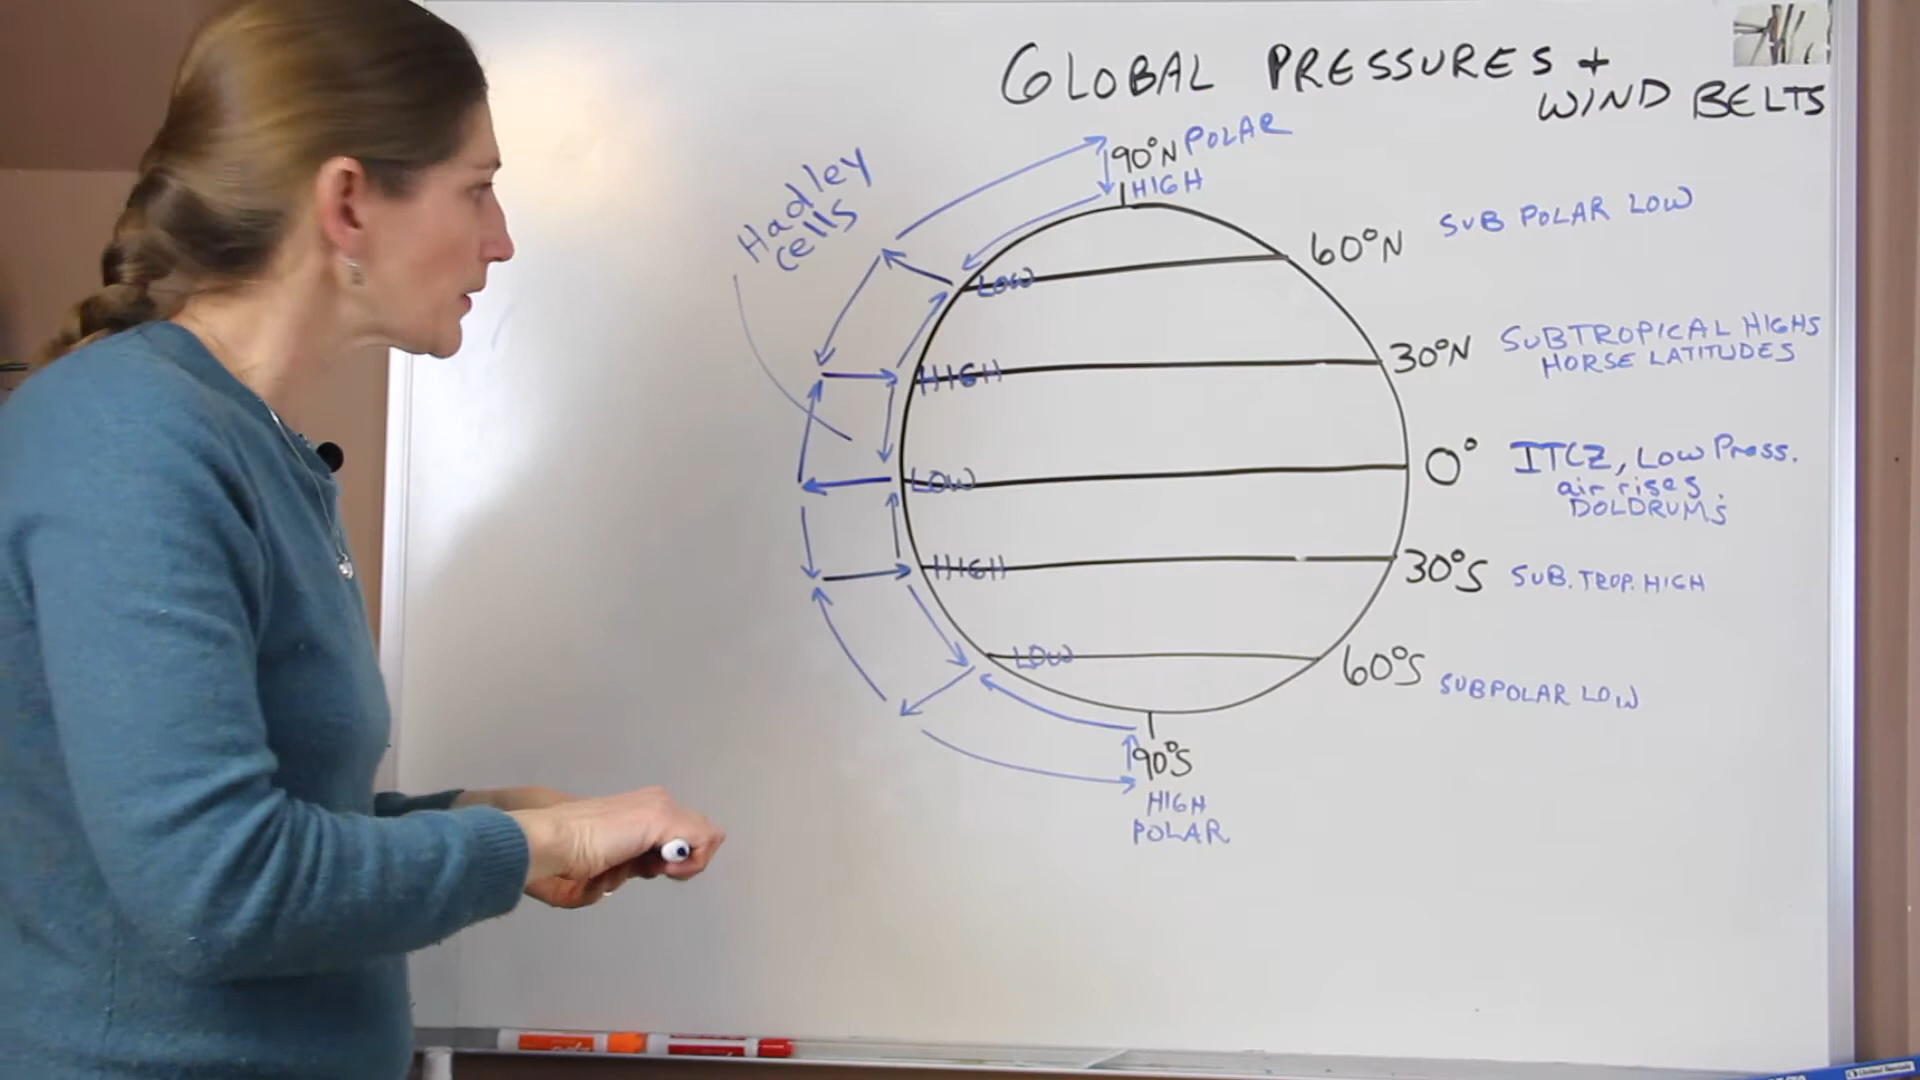 GLOBAL PRESSURES +
WIND BELTS
90°N POLAR
HIGH
Hadley
cells
60°N SUB POLAR LOW
LOW
30°N SUBTROPICAL HIGHS
HORSE LATITUDES
HIGH
0° ITCZ, LOW Press.
air rises
DOLDRUMS
LOW
30°S SUB. TROP. HIGH
HIGH
60°S SUBPOLAR LOW
LOW
90°S
HIGH
POLAR